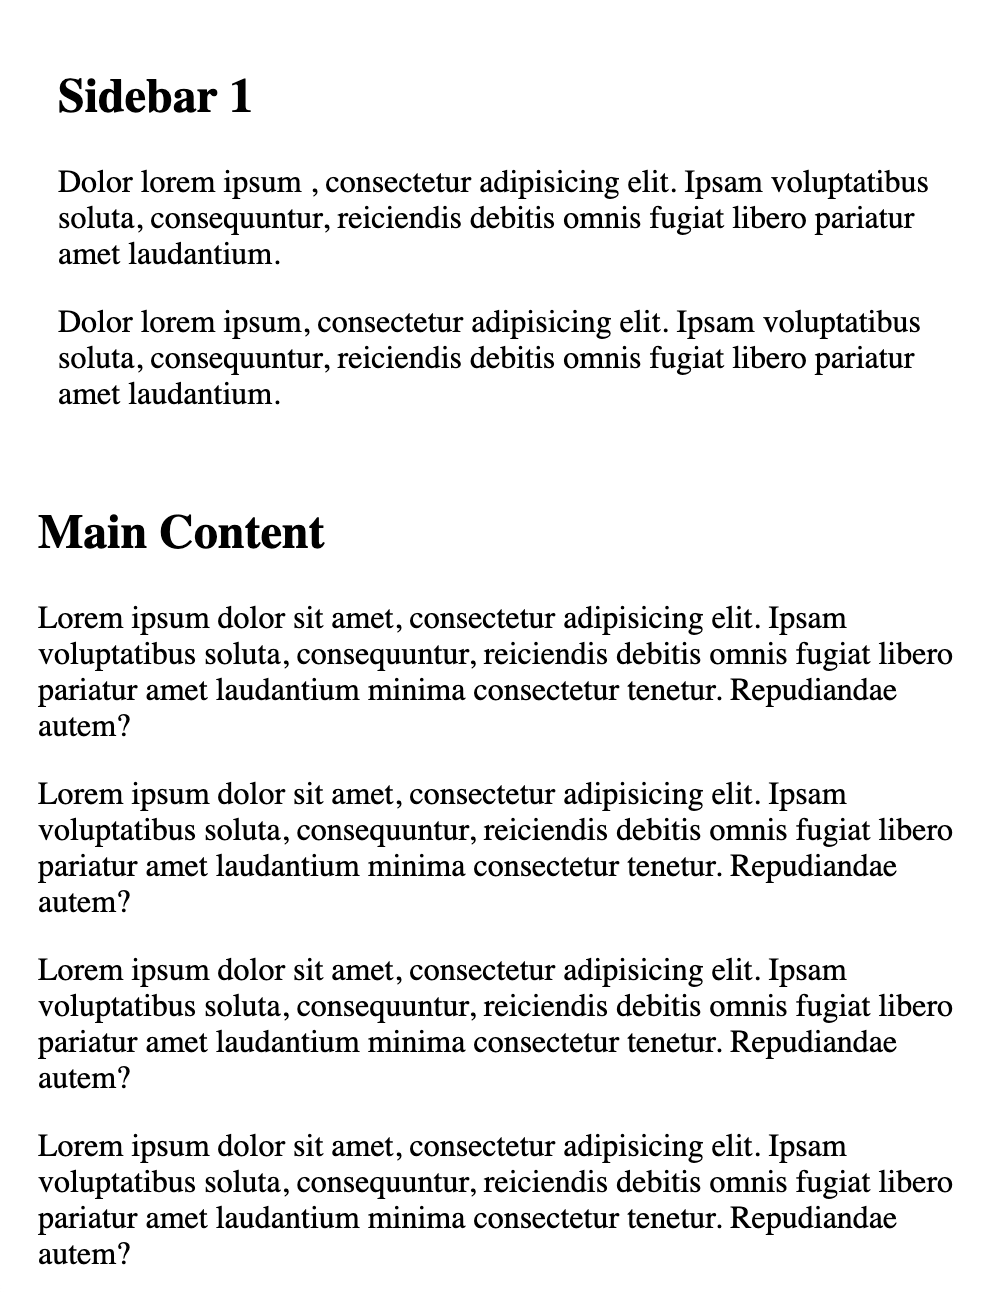 Sidebar 1
Dolor lorem ipsum , consectetur adipisicing elit. Ipsam voluptatibus
soluta, consequuntur, reiciendis debitis omnis fugiat libero pariatur
amet laudantium.
Dolor lorem ipsum, consectetur adipisicing elit. Ipsam voluptatibus
soluta, consequuntur, reiciendis debitis omnis fugiat libero pariatur
amet laudantium.
Main Content
Lorem ipsum dolor sit amet, consectetur adipisicing elit. Ipsam
voluptatibus soluta, consequuntur, reiciendis debitis omnis fugiat libero
pariatur amet laudantium minima consectetur tenetur. Repudiandae
autem?
Lorem ipsum dolor sit amet, consectetur adipisicing elit. Ipsam
voluptatibus soluta, consequuntur, reiciendis debitis omnis fugiat libero
pariatur amet laudantium minima consectetur tenetur. Repudiandae
autem?
Lorem ipsum dolor sit amet, consectetur adipisicing elit. Ipsam
voluptatibus soluta, consequuntur, reiciendis debitis omnis fugiat libero
pariatur amet laudantium minima consectetur tenetur. Repudiandae
autem?
Lorem ipsum dolor sit amet, consectetur adipisicing elit. Ipsam
voluptatibus soluta, consequuntur, reiciendis debitis omnis fugiat libero
pariatur amet laudantium minima consectetur tenetur. Repudiandae
autem?